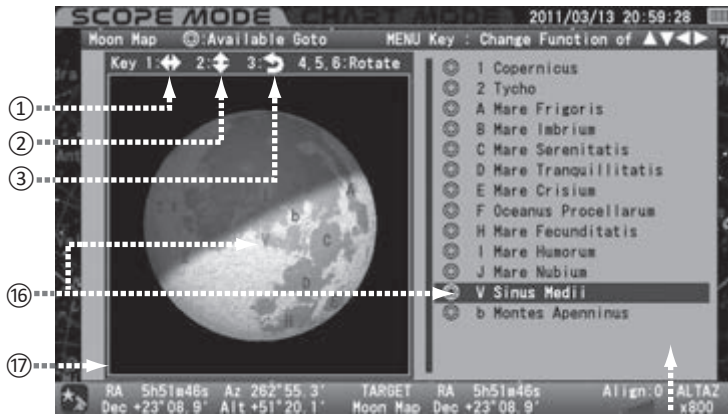 SCOPE MODE CHART MODE 2011/03/13 20:59:28
Moon Map ◎:Available Goto MENU Key : Change Function of ▲▼◀▶
Key 1:↔ 2:↕ 3:⮌ 4,5,6:Rotate
① ② ③
◎ 1 Copernicus
◎ 2 Tycho
◎ A Mare Frigoris
◎ B Mare Imbrium
◎ C Mare Serenitatis
◎ D Mare Tranquillitatis
◎ E Mare Crisium
◎ F Oceanus Procellarum
◎ H Mare Fecunditatis
◎ I Mare Humorum
◎ J Mare Nubium
◎ V Sinus Medii
◎ b Montes Apenninus
A
b
V C
D
H
⑯
⑰
RA 5h51m46s Az 262°55.3' TARGET RA 5h51m46s Align:0 ALTAZ
Dec +23°08.9' Alt +51°20.1' Moon Map Dec +23°08.9' x800